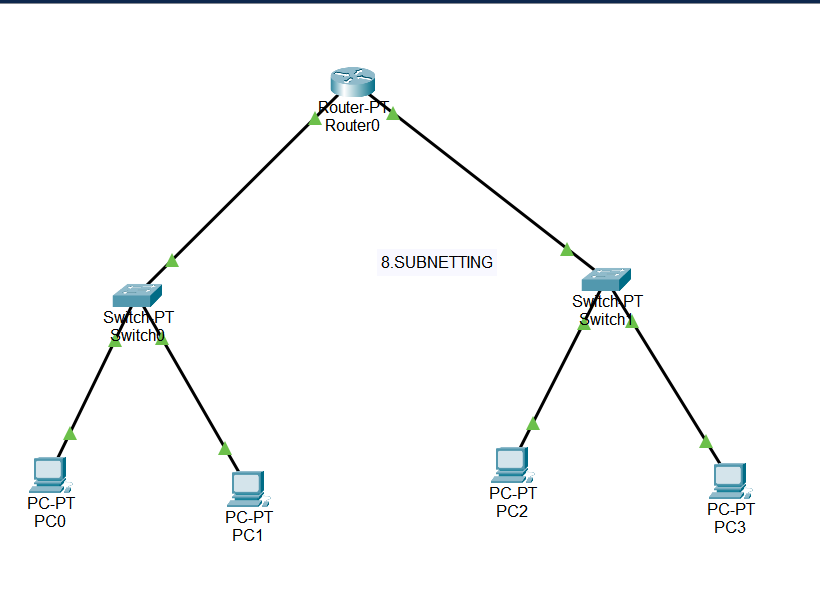 Router-PT
Router0
8.SUBNETTING
Switch-PT
Switch0
Switch-PT
Switch1
PC-PT
PC0
PC-PT
PC1
PC-PT
PC2
PC-PT
PC3